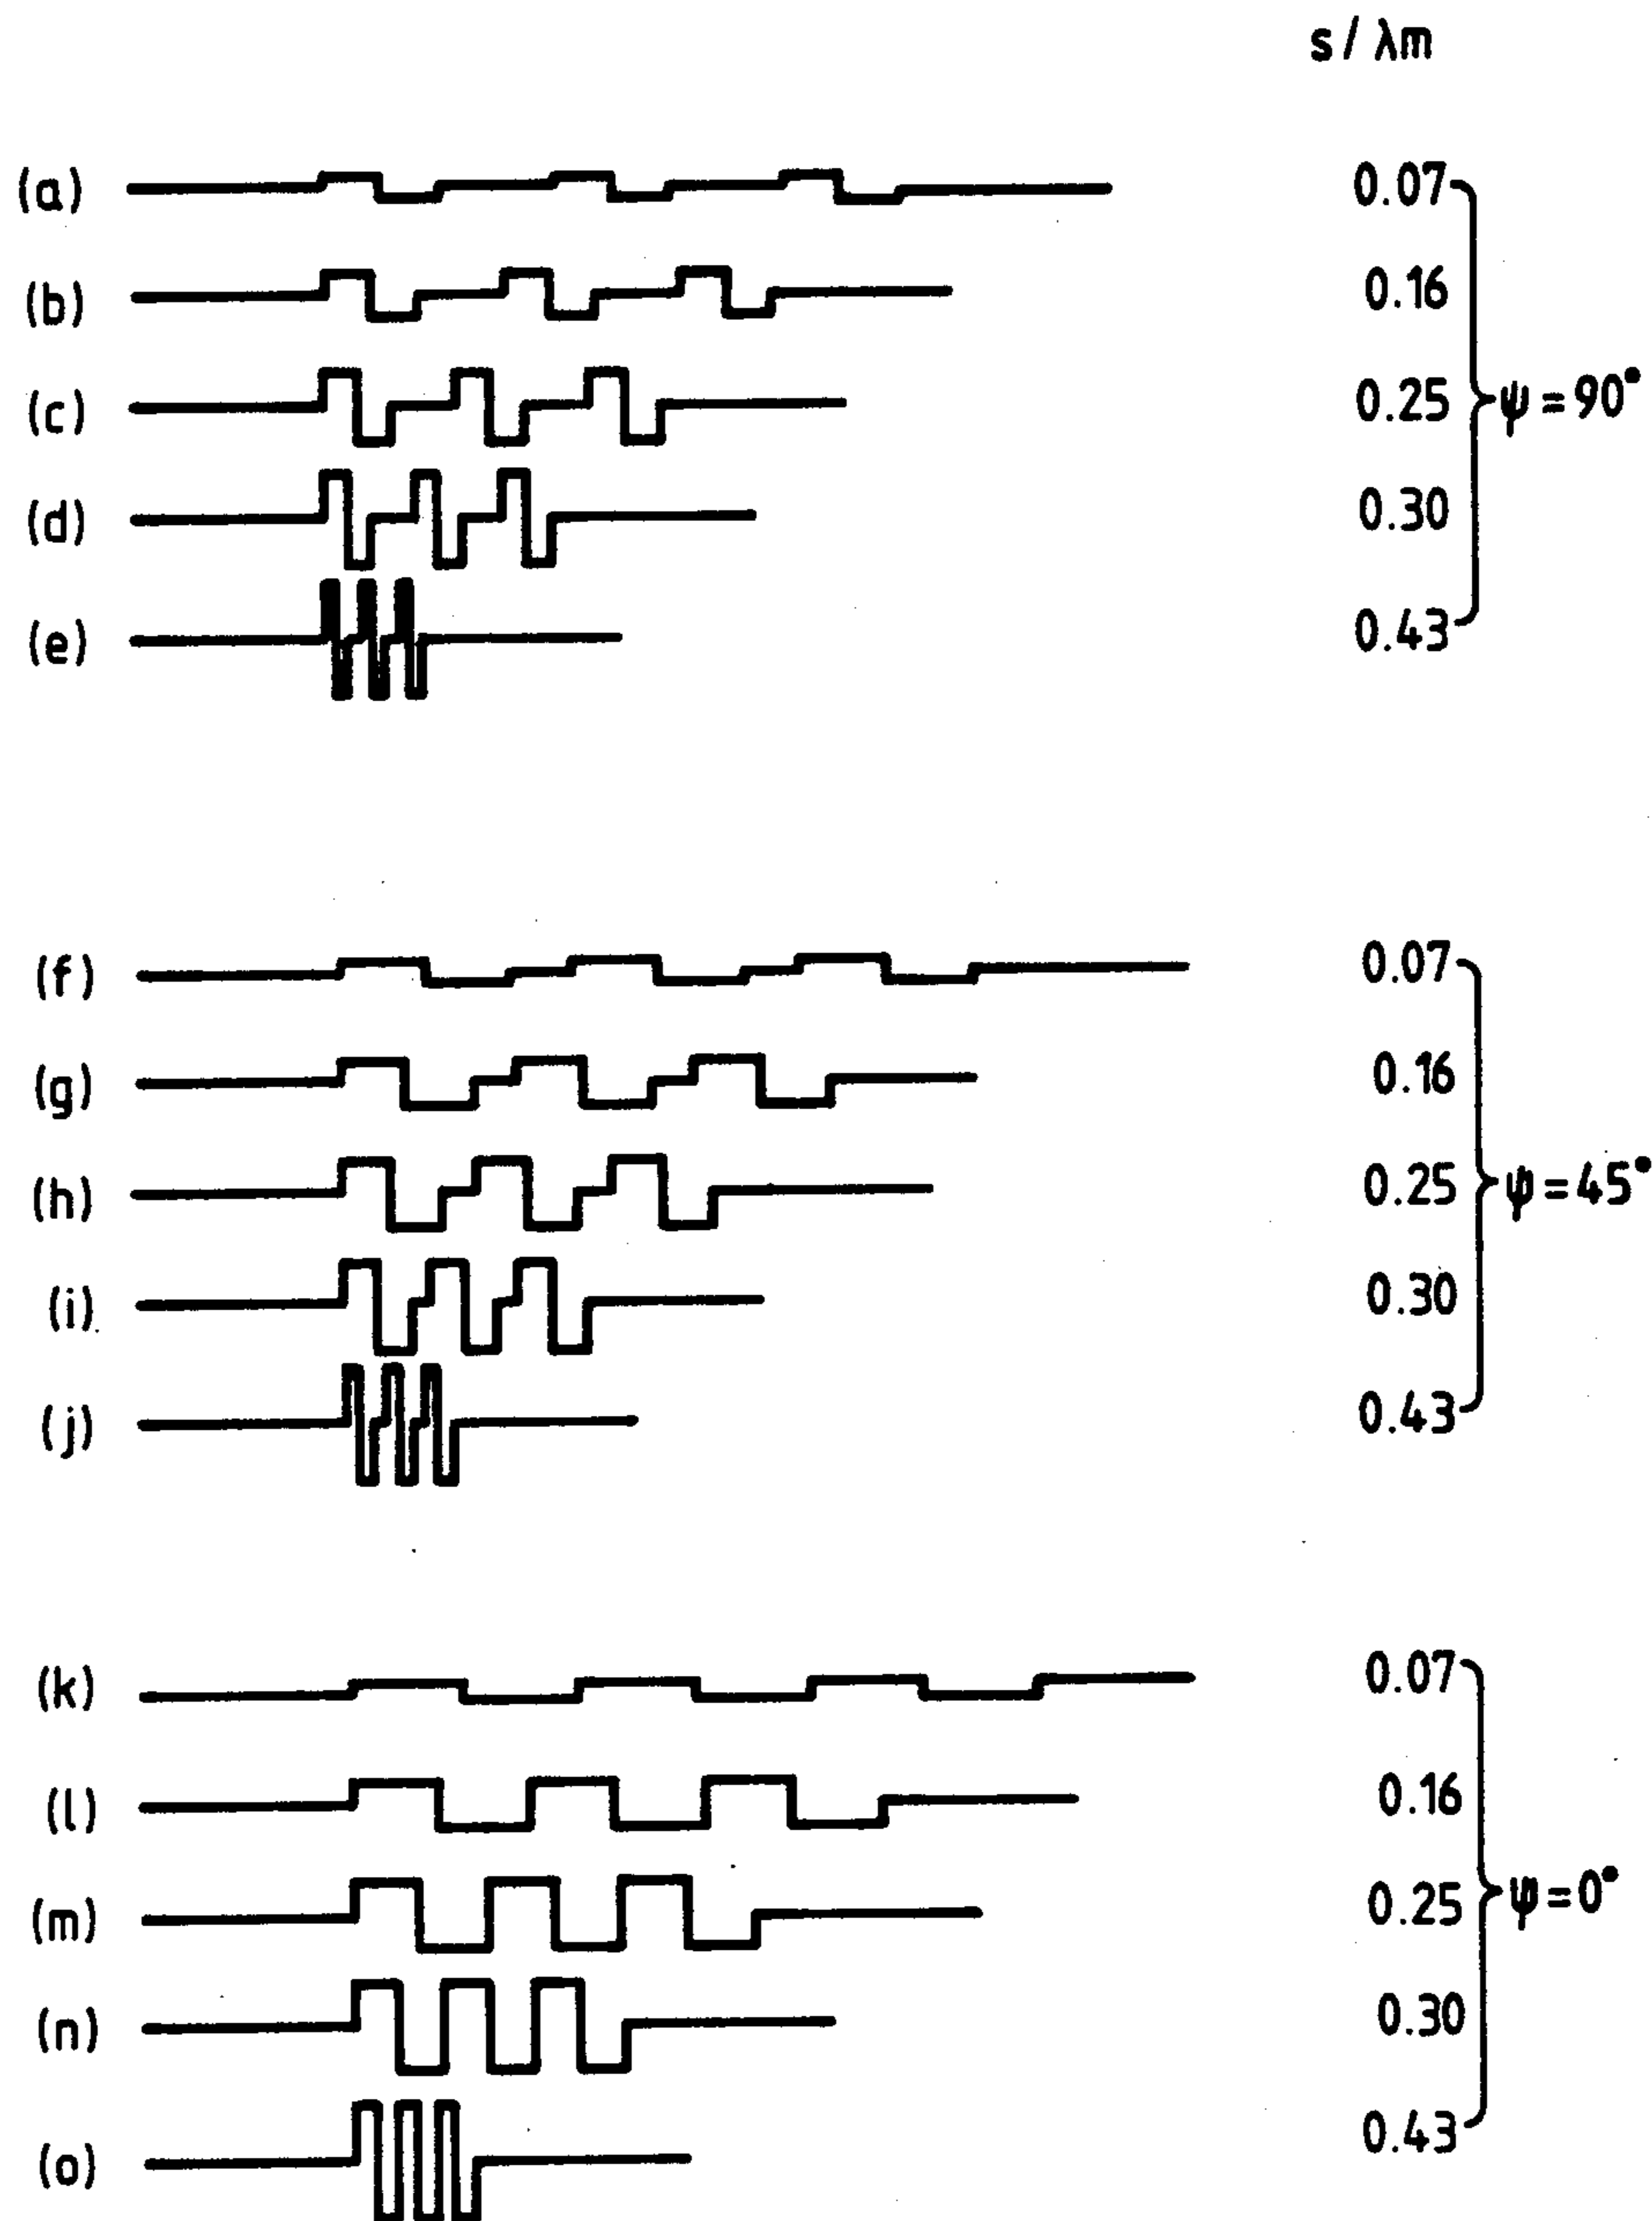 s / λm
(a) 0.07
(b) 0.16
(c) 0.25 ψ = 90°
(d) 0.30
(e) 0.43
(f) 0.07
(g) 0.16
(h) 0.25 ψ = 45°
(i) 0.30
(j) 0.43
(k) 0.07
(l) 0.16
(m) 0.25 ψ = 0°
(n) 0.30
(o) 0.43